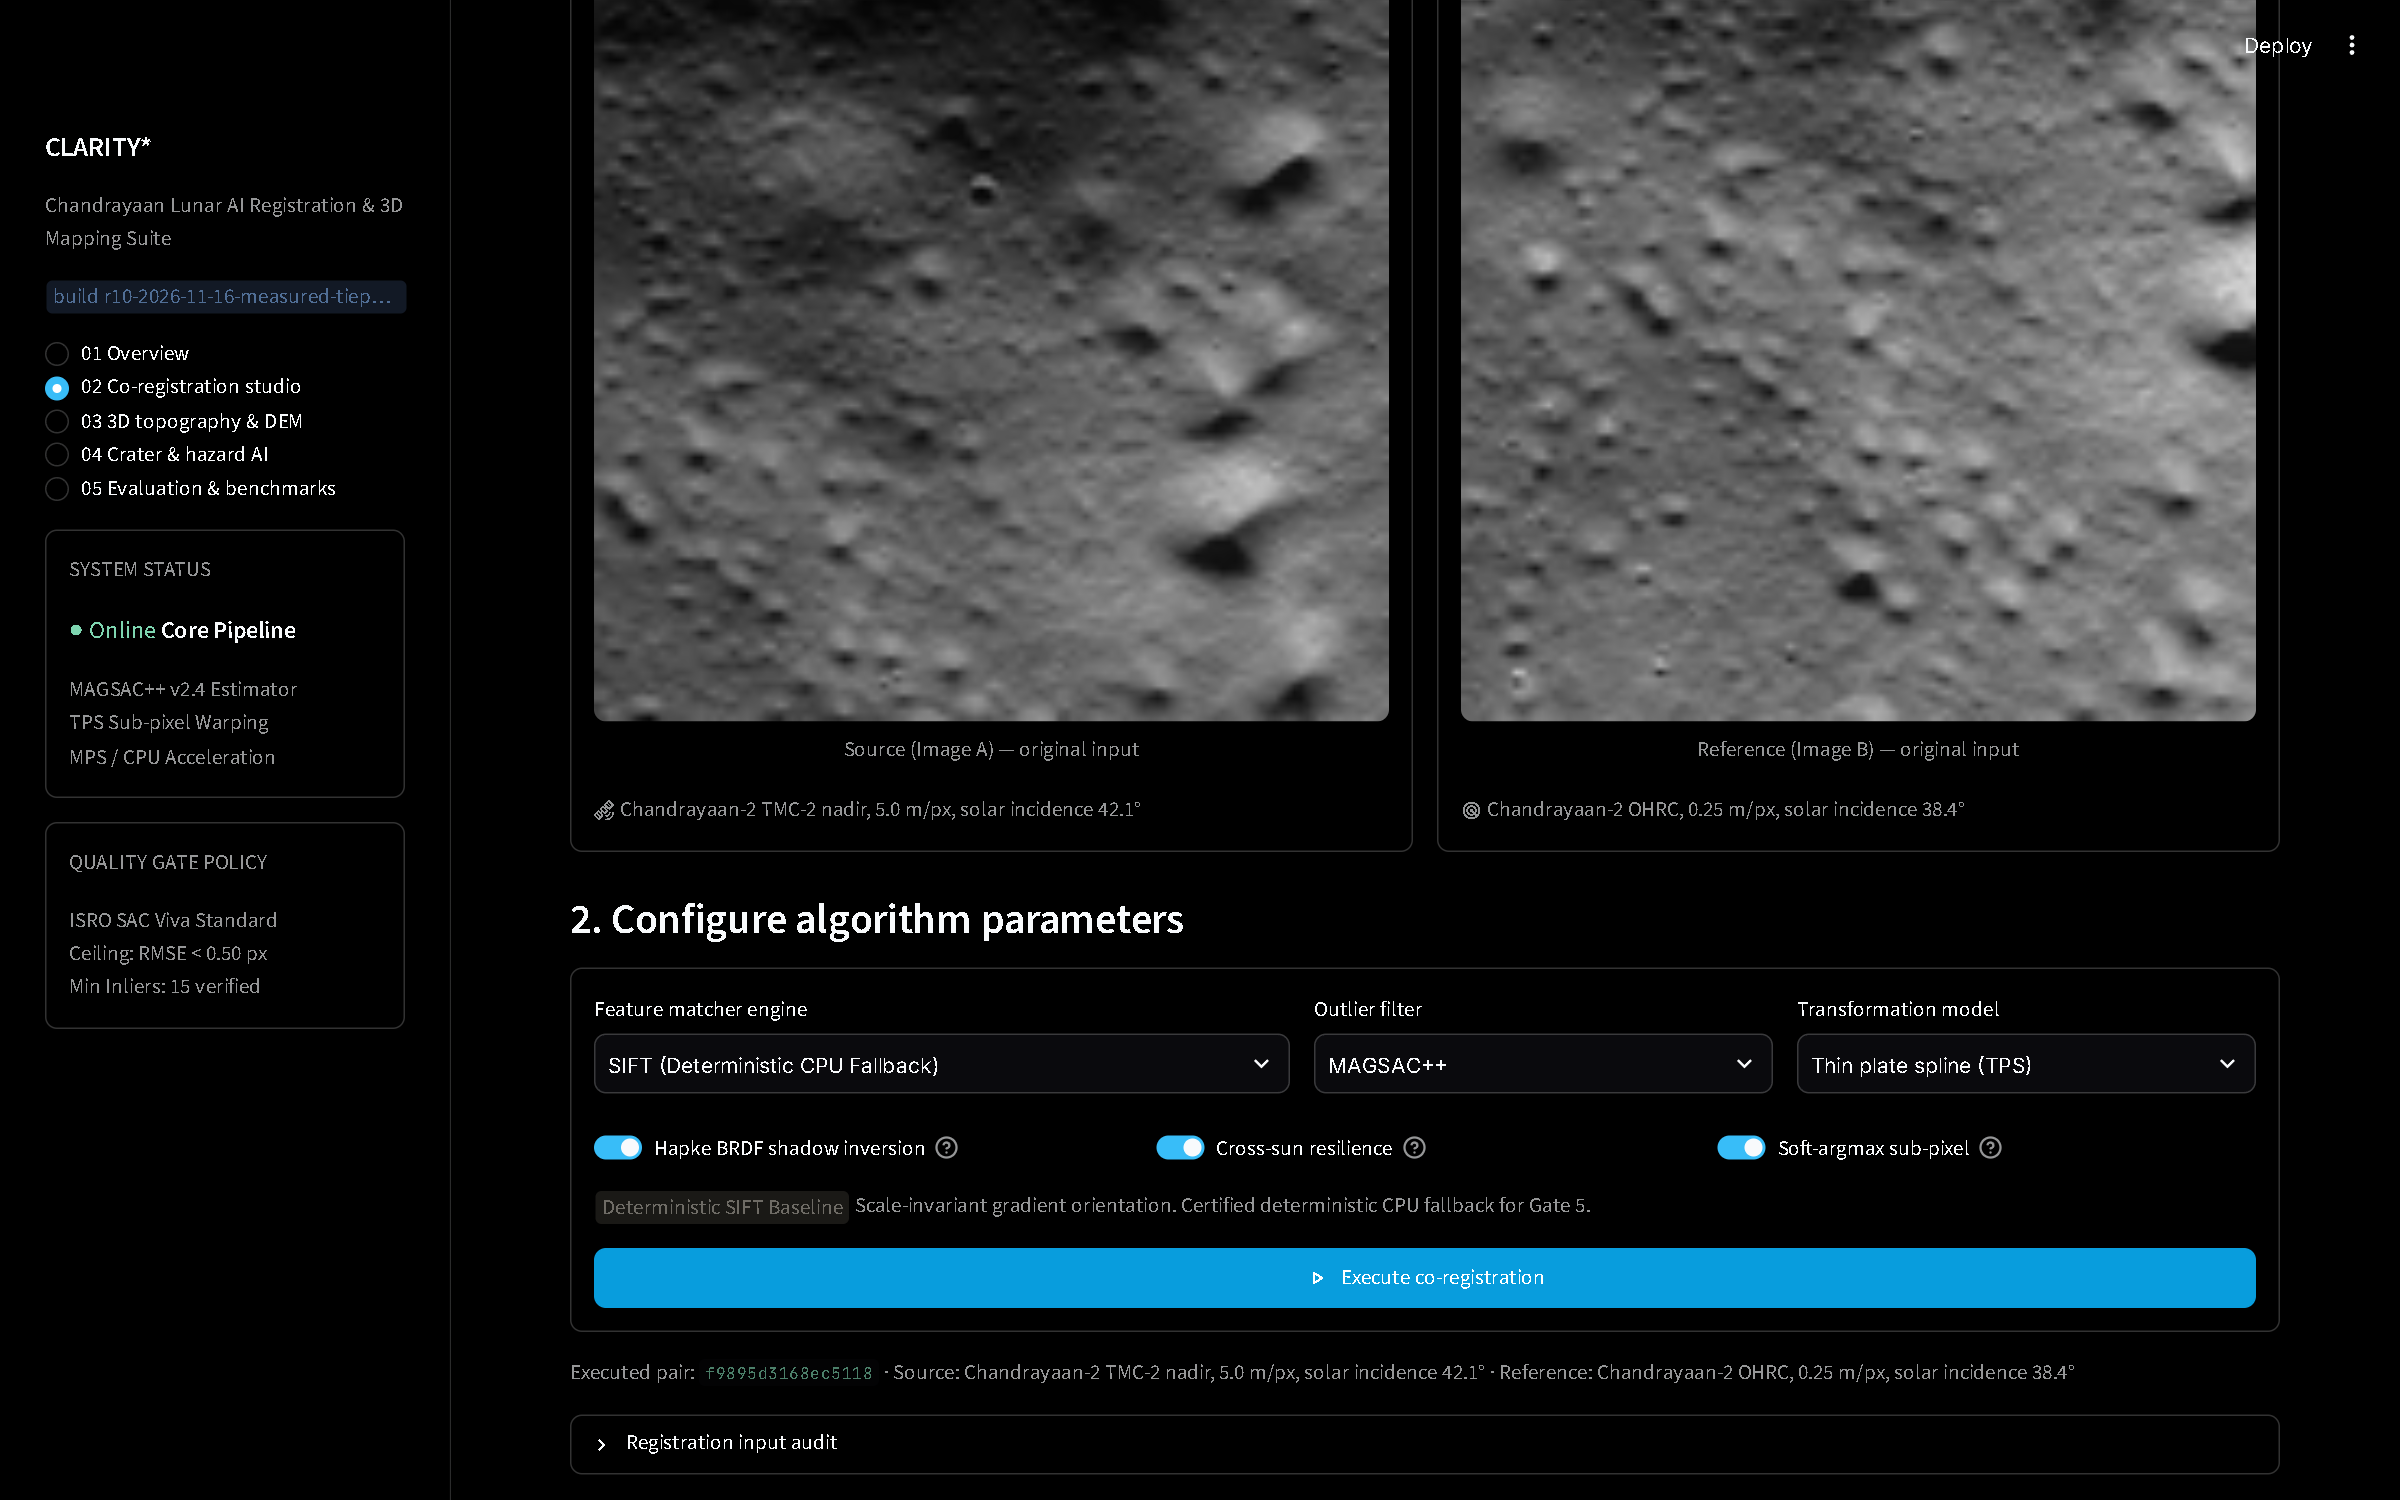 Deploy
CLARITY*
Chandrayaan Lunar AI Registration & 3D
Mapping Suite
build r10-2026-11-16-measured-tiep…
01 Overview
02 Co-registration studio
03 3D topography & DEM
04 Crater & hazard AI
05 Evaluation & benchmarks
SYSTEM STATUS
Online Core Pipeline
MAGSAC++ v2.4 Estimator
TPS Sub-pixel Warping
MPS / CPU Acceleration
QUALITY GATE POLICY
ISRO SAC Viva Standard
Ceiling: RMSE < 0.50 px
Min Inliers: 15 verified
Source (Image A) — original input
Chandrayaan-2 TMC-2 nadir, 5.0 m/px, solar incidence 42.1°
Reference (Image B) — original input
Chandrayaan-2 OHRC, 0.25 m/px, solar incidence 38.4°
2. Configure algorithm parameters
Feature matcher engine
SIFT (Deterministic CPU Fallback)
Outlier filter
MAGSAC++
Transformation model
Thin plate spline (TPS)
Hapke BRDF shadow inversion
Cross-sun resilience
Soft-argmax sub-pixel
Deterministic SIFT Baseline Scale-invariant gradient orientation. Certified deterministic CPU fallback for Gate 5.
Execute co-registration
Executed pair: f9895d3168ec5118 · Source: Chandrayaan-2 TMC-2 nadir, 5.0 m/px, solar incidence 42.1° · Reference: Chandrayaan-2 OHRC, 0.25 m/px, solar incidence 38.4°
Registration input audit